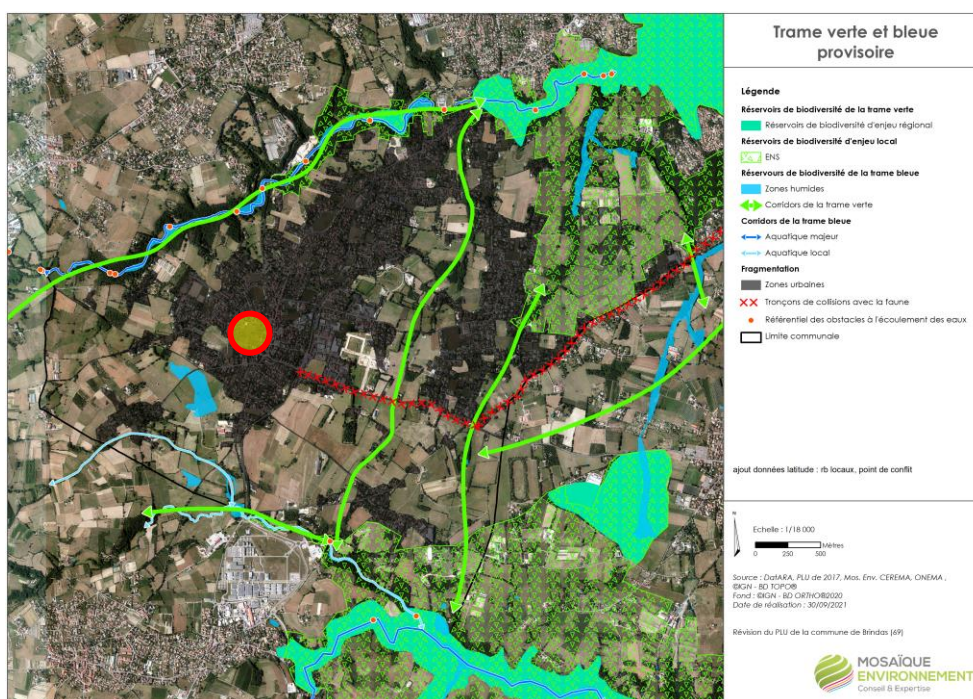 Trame verte et bleue
provisoire
Légende
Réservoirs de biodiversité de la trame verte
Réservoirs de biodiversité d'enjeu régional
Réservoirs de biodiversité d'enjeu local
ENS
Réservours de biodiversité de la trame bleue
Zones humides
Corridors de la trame verte
Corridors de la trame bleue
Aquatique majeur
Aquatique local
Fragmentation
Zones urbaines
Tronçons de collisions avec la faune
Référentiel des obstacles à l'écoulement des eaux
Limite communale
ajout données latitude : rb locaux, point de conflit
N
Echelle : 1/18 000
Mètres
0 250 500
Source : DatARA, PLU de 2017, Mos. Env. CEREMA, ONEMA ,
©IGN - BD TOPO®
Fond : ©IGN - BD ORTHO®2020
Date de réalisation : 30/09/2021
Révision du PLU de la commune de Brindas (69)
MOSAÏQUE
ENVIRONNEMENT
Conseil & Expertise